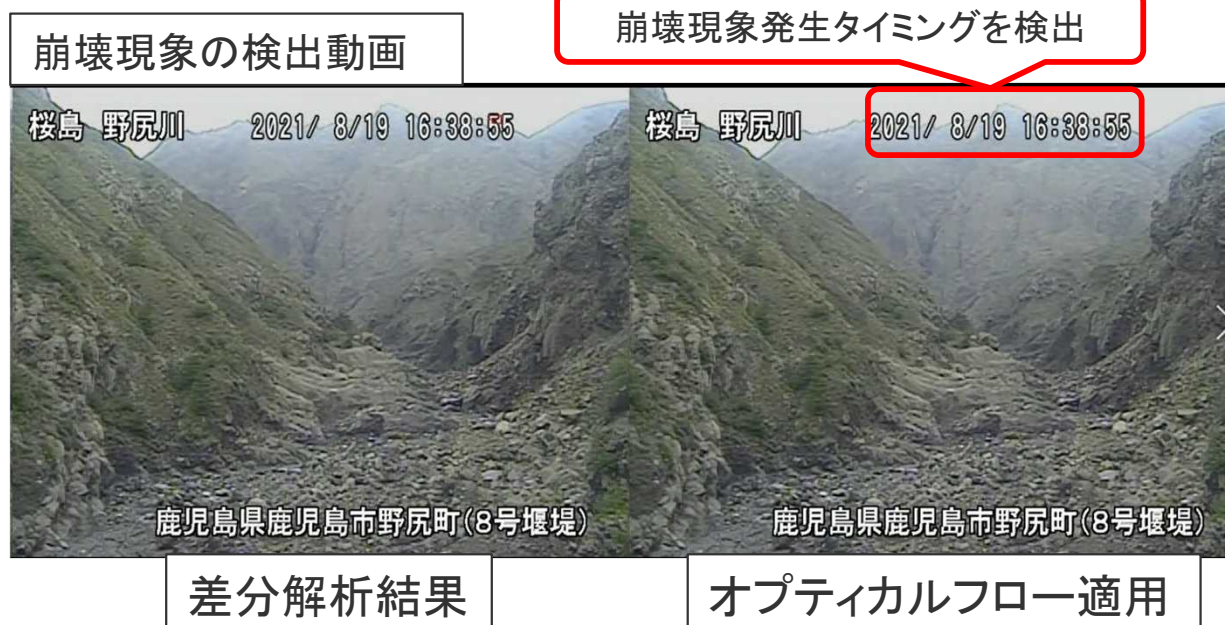 崩壊現象発生タイミングを検出
崩壊現象の検出動画
桜島 野尻川 2021/ 8/19 16:38:55
桜島 野尻川 2021/ 8/19 16:38:55
鹿児島県鹿児島市野尻町(8号堰堤)
鹿児島県鹿児島市野尻町(8号堰堤)
差分解析結果
オプティカルフロー適用